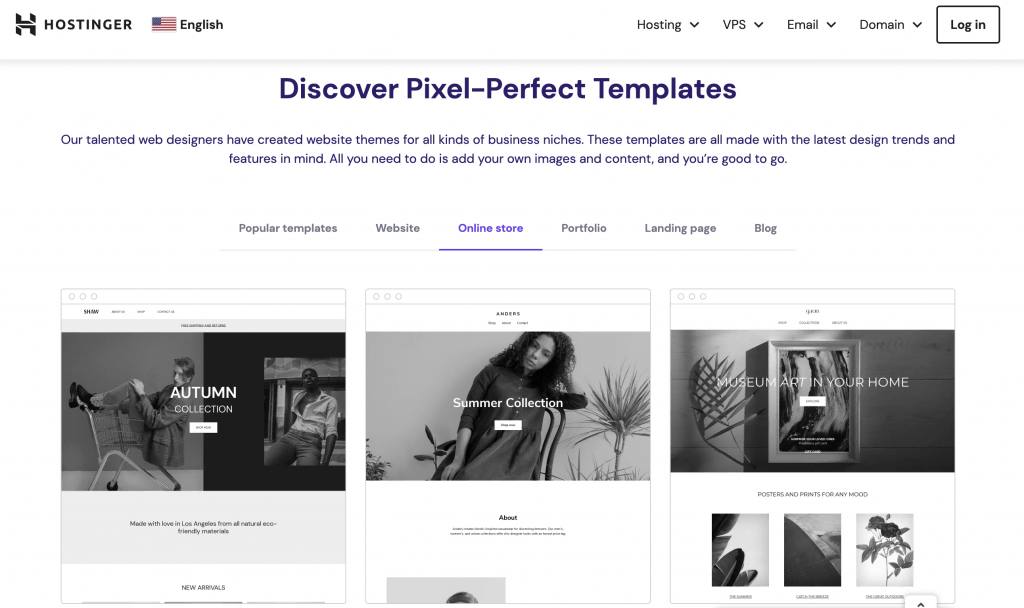 HOSTINGER
English
Hosting
VPS
Email
Domain
Log in
Discover Pixel-Perfect Templates
Our talented web designers have created website themes for all kinds of business niches. These templates are all made with the latest design trends and
features in mind. All you need to do is add your own images and content, and you’re good to go.
Popular templates
Website
Online store
Portfolio
Landing page
Blog
SHAW
ABOUT US
SHOP
CONTACT US
FREE SHIPPING AND RETURNS
AUTUMN
COLLECTION
SHOP NOW
Made with love in Los Angeles from all natural eco-
friendly materials
NEW ARRIVALS
ANDERS
Shop
About
Contact
Summer Collection
Shop now
About
SHOP
COLLECTIONS
ABOUT US
MUSEUM ART IN YOUR HOME
EXPLORE
SURPRISE YOUR LOVED ONES
GIFT CARD
POSTERS AND PRINTS FOR ANY MOOD
THE SUMMER
CATCH THE BREEZE
THE GREAT OUTDOORS